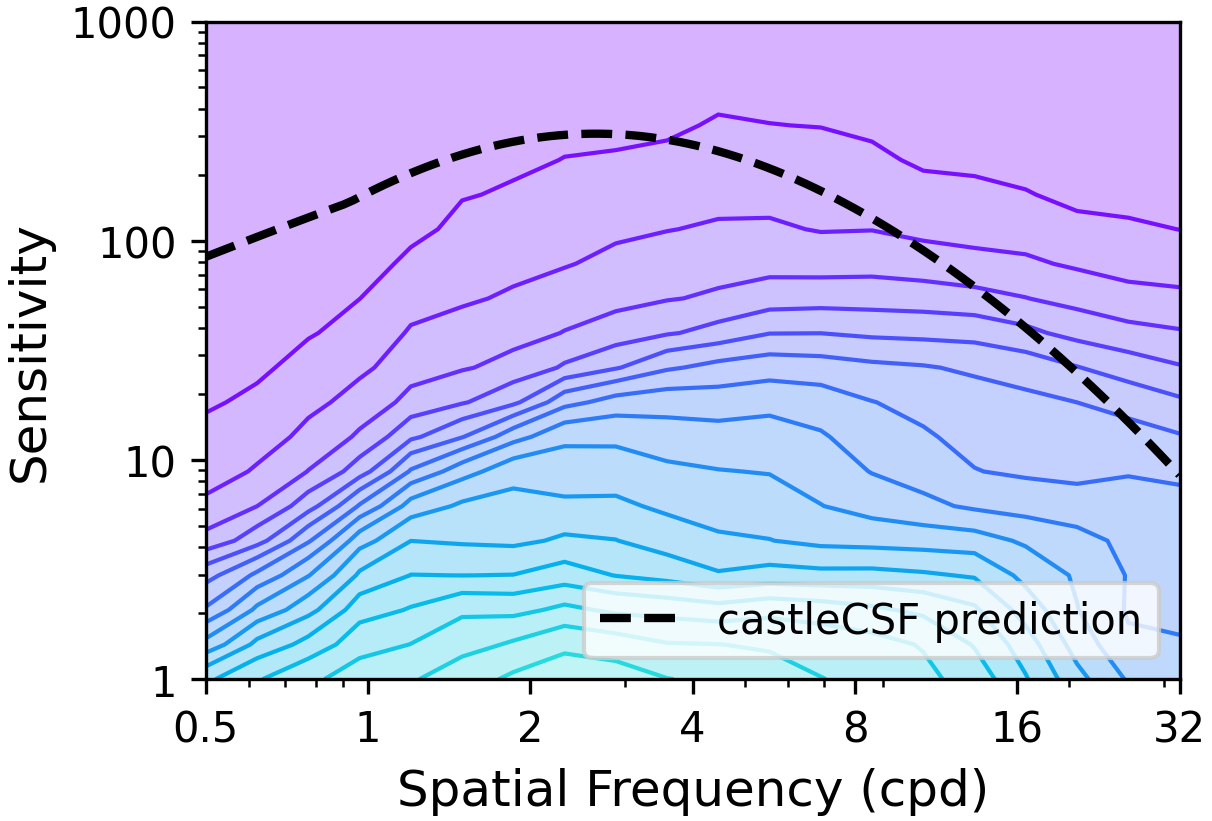 1000
100
10
1
Sensitivity
castleCSF prediction
0.5 1 2 4 8 16 32
Spatial Frequency (cpd)